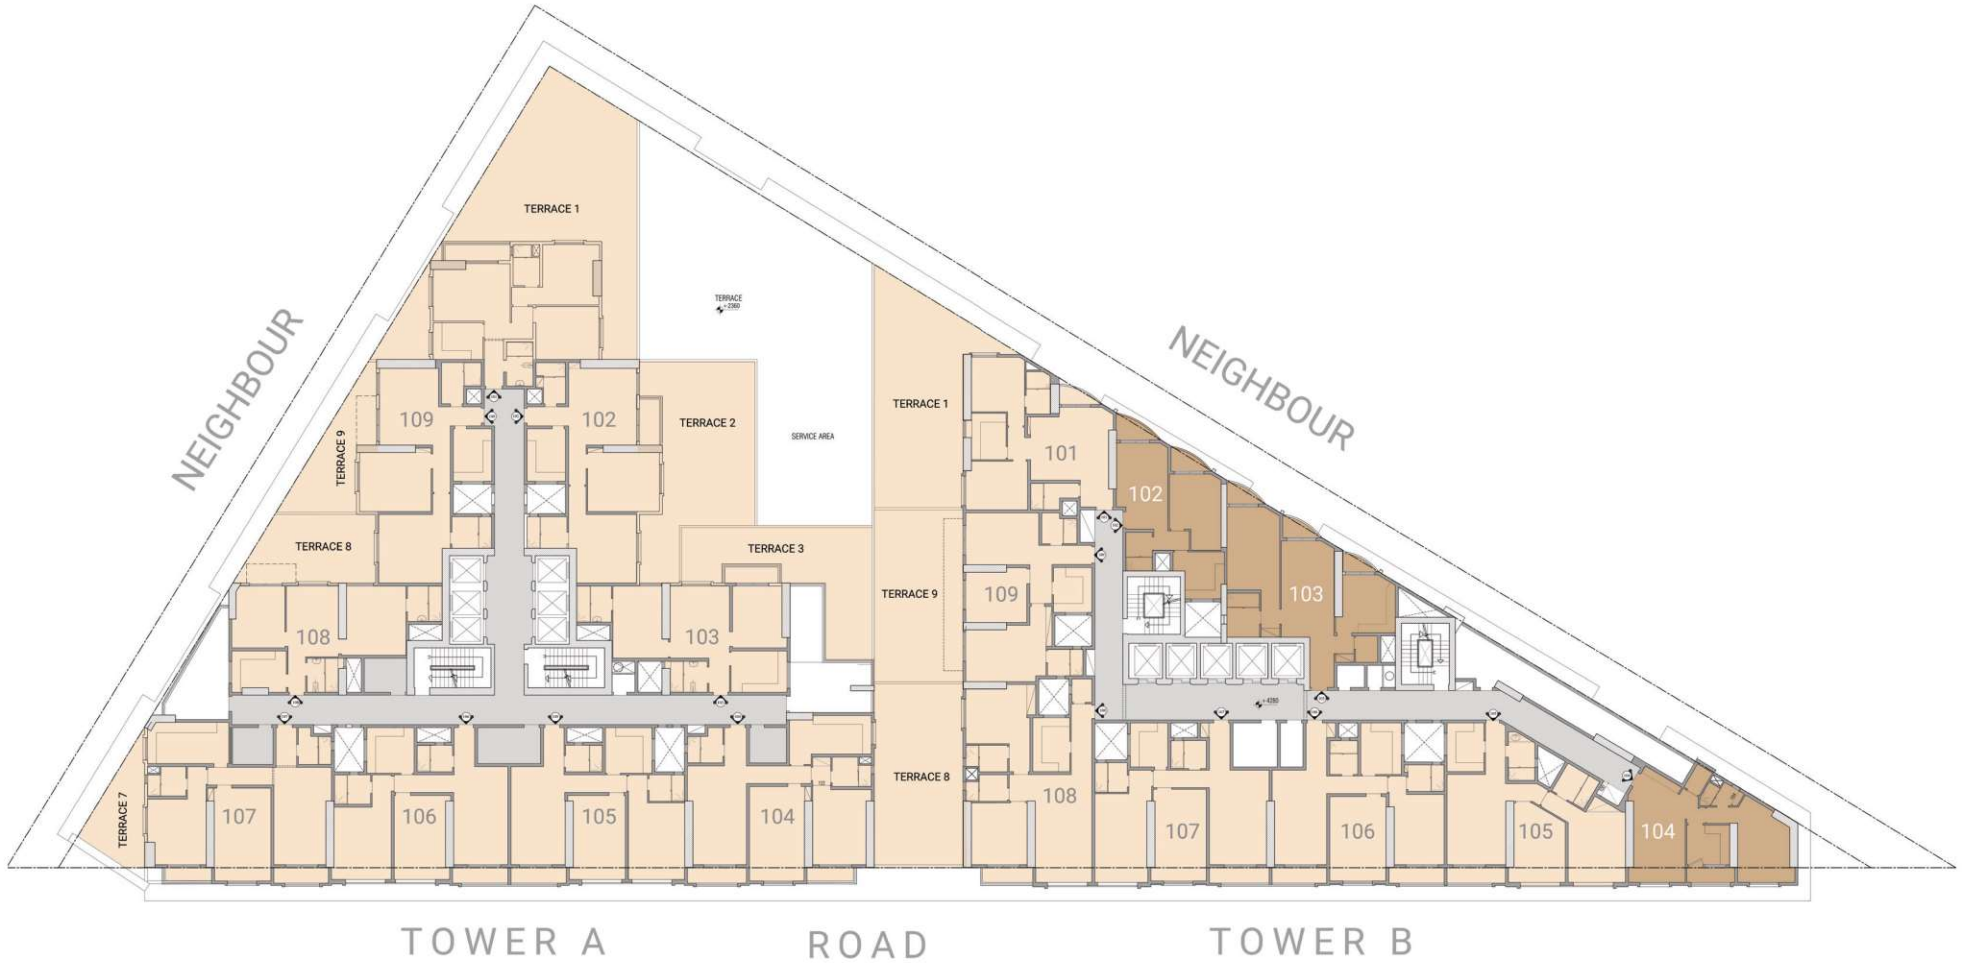 TERRACE 1
TERRACE
+2360
NEIGHBOUR
NEIGHBOUR
TERRACE 1
109
102
TERRACE 2
SERVICE AREA
TERRACE 9
101
102
TERRACE 8
TERRACE 3
TERRACE 9
109
103
108
103
+4280
TERRACE 8
108
TERRACE 7
107
106
105
104
107
106
105
104
TOWER A
ROAD
TOWER B